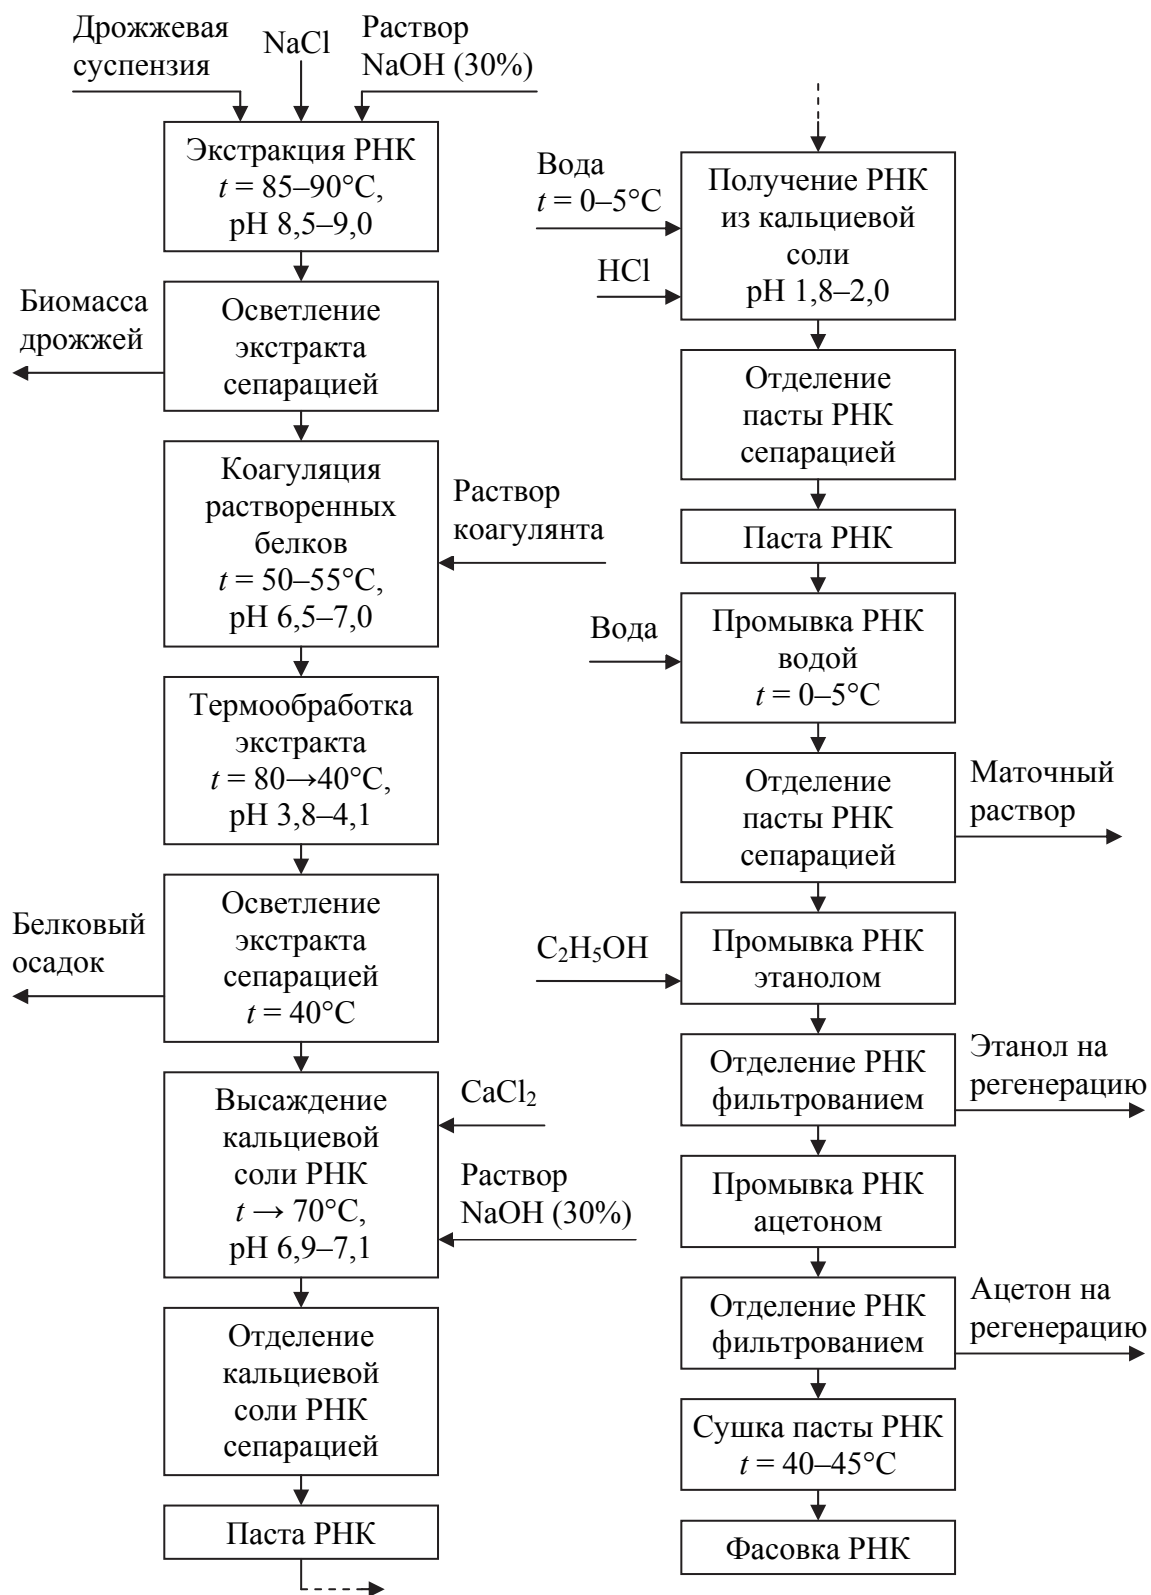 Дрожжевая
суспензия
NaCl
Раствор
NaOH (30%)
Экстракция РНК
t = 85–90°C,
pH 8,5–9,0
Биомасса
дрожжей
Осветление
экстракта
сепарацией
Коагуляция
растворенных
белков
t = 50–55°C,
pH 6,5–7,0
Раствор
коагулянта
Термообработка
экстракта
t = 80→40°C,
pH 3,8–4,1
Белковый
осадок
Осветление
экстракта
сепарацией
t = 40°C
Высаждение
кальциевой
соли РНК
t → 70°C,
pH 6,9–7,1
CaCl₂
Раствор
NaOH (30%)
Отделение
кальциевой
соли РНК
сепарацией
Паста РНК
Вода
t = 0–5°C
HCl
Получение РНК
из кальциевой
соли
pH 1,8–2,0
Отделение
пасты РНК
сепарацией
Паста РНК
Вода
Промывка РНК
водой
t = 0–5°C
Отделение
пасты РНК
сепарацией
Маточный
раствор
C₂H₅OH
Промывка РНК
этанолом
Отделение РНК
фильтрованием
Этанол на
регенерацию
Промывка РНК
ацетоном
Отделение РНК
фильтрованием
Ацетон на
регенерацию
Сушка пасты РНК
t = 40–45°C
Фасовка РНК